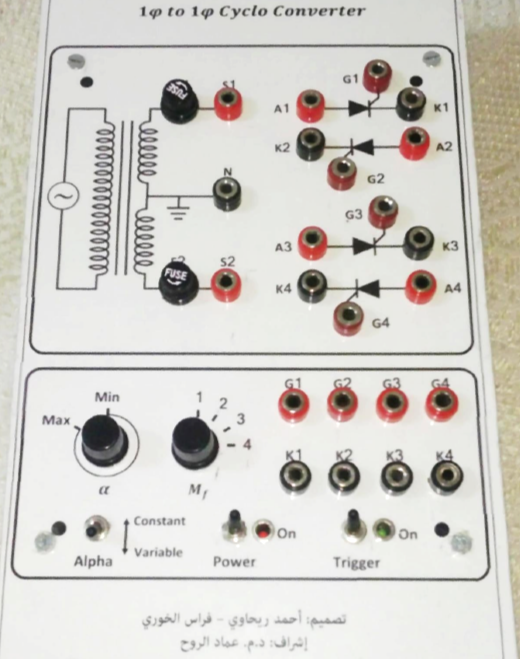 1φ to 1φ Cyclo Converter
FUSE
S1
G1
A1
K1
K2
A2
G2
N
G3
A3
K3
FUSE
S2
K4
A4
G4
Min
Max
α
1
2
3
4
M_f
G1 G2 G3 G4
K1 K2 K3 K4
Constant
Variable
Alpha
Power
On
Trigger
On
تصميم: أحمد ريحاوي - فراس الخوري
إشراف: د.م. عماد الروح